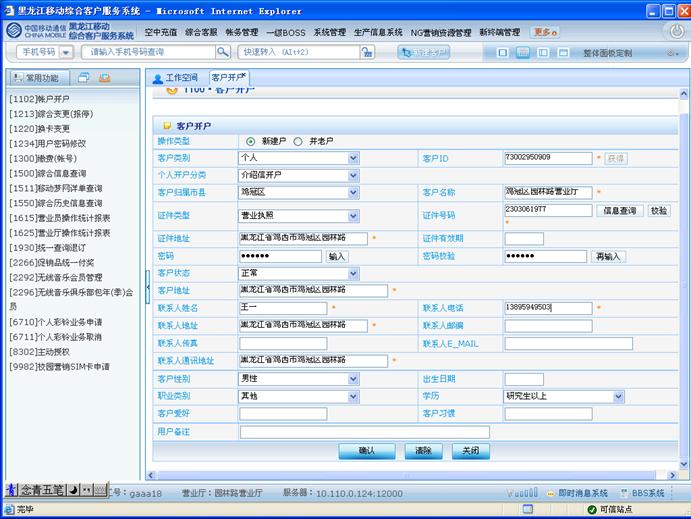 黑龙江移动综合客户服务系统 - Microsoft Internet Explorer
中国移动通信 CHINA MOBILE 黑龙江移动 综合客户服务系统
空中充值 综合客服 帐务管理 一级BOSS 系统管理 生产信息系统 NG营销资源管理 新终端管理 更多
手机号码 请输入手机号码查询 快速转入 (Alt+2) 新建客户 整体面板定制
常用功能
工作空间 客户开户
[1102]帐户开户
[1213]综合变更(报停)
[1220]换卡变更
[1234]用户密码修改
[1300]缴费(帐号)
[1500]综合信息查询
[1511]移动梦网详单查询
[1550]综合历史信息查询
[1615]营业员操作统计报表
[1625]营业厅操作统计报表
[1930]统一查询退订
[2266]促销品统一付奖
[2292]无线音乐会员管理
[2296]无线音乐俱乐部包年(季)会员
[6710]个人彩铃业务申请
[6711]个人彩铃业务取消
[8302]主动授权
[9982]校园营销SIM卡申请
1100·客户开户
客户开户
操作类型 新建户 并老户
客户类别 个人 客户ID 73002950909 * 获得
个人开户分类 介绍信开户
客户归属市县 鸡冠区 客户名称 鸡冠区园林路营业厅 *
证件类型 营业执照 证件号码 2303061977 信息查询 校验
*
证件地址 黑龙江省鸡西市鸡冠区园林路 * 证件有效期
密码 ●●●●●● 输入 密码校验 ●●●●●● 再输入
客户状态 正常
客户地址 黑龙江省鸡西市鸡冠区园林路 *
联系人姓名 王一 * 联系人电话 13895949503 *
联系人地址 黑龙江省鸡西市鸡冠区园林路 * 联系人邮编
联系人传真 联系人E_MAIL
联系人通讯地址 黑龙江省鸡西市鸡冠区园林路 *
客户性别 男性 出生日期
职业类别 其他 学历 研究生以上
客户爱好 客户习惯
用户备注
确认 清除 关闭
念青五笔
工号: gaaa18 营业厅: 园林路营业厅 服务器: 10.110.0.124:12000 即时消息系统 BBS系统
完毕 可信站点